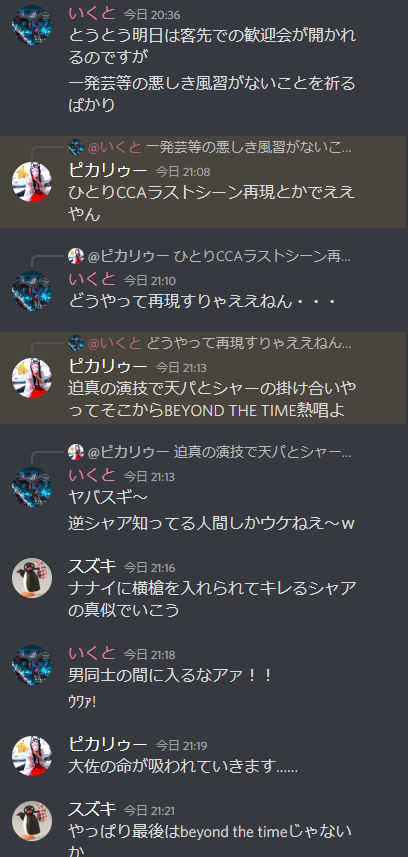 いくと 今日 20:36
とうとう明日は客先での歓迎会が開かれ
るのですが
一発芸等の悪しき風習がないことを祈る
ばかり
@いくと 一発芸等の悪しき風習がないこ...
ピカリゥー 今日 21:08
ひとりCCAラストシーン再現とかでええ
やん
@ピカリゥー ひとりCCAラストシーン再...
いくと 今日 21:10
どうやって再現すりゃええねん・・・
@いくと どうやって再現すりゃええねん...
ピカリゥー 今日 21:13
迫真の演技で天パとシャーの掛け合いや
ってそこからBEYOND THE TIME熱唱よ
@ピカリゥー 迫真の演技で天パとシャー...
いくと 今日 21:13
ヤバスギ~
逆シャア知ってる人間しかウケねえ~w
スズキ 今日 21:16
ナナイに横槍を入れられてキレるシャア
の真似でいこう
いくと 今日 21:18
男同士の間に入るなアァ!!
ｳﾜｧ!
ピカリゥー 今日 21:19
大佐の命が吸われていきます......
スズキ 今日 21:21
やっぱり最後はbeyond the timeじゃない
か